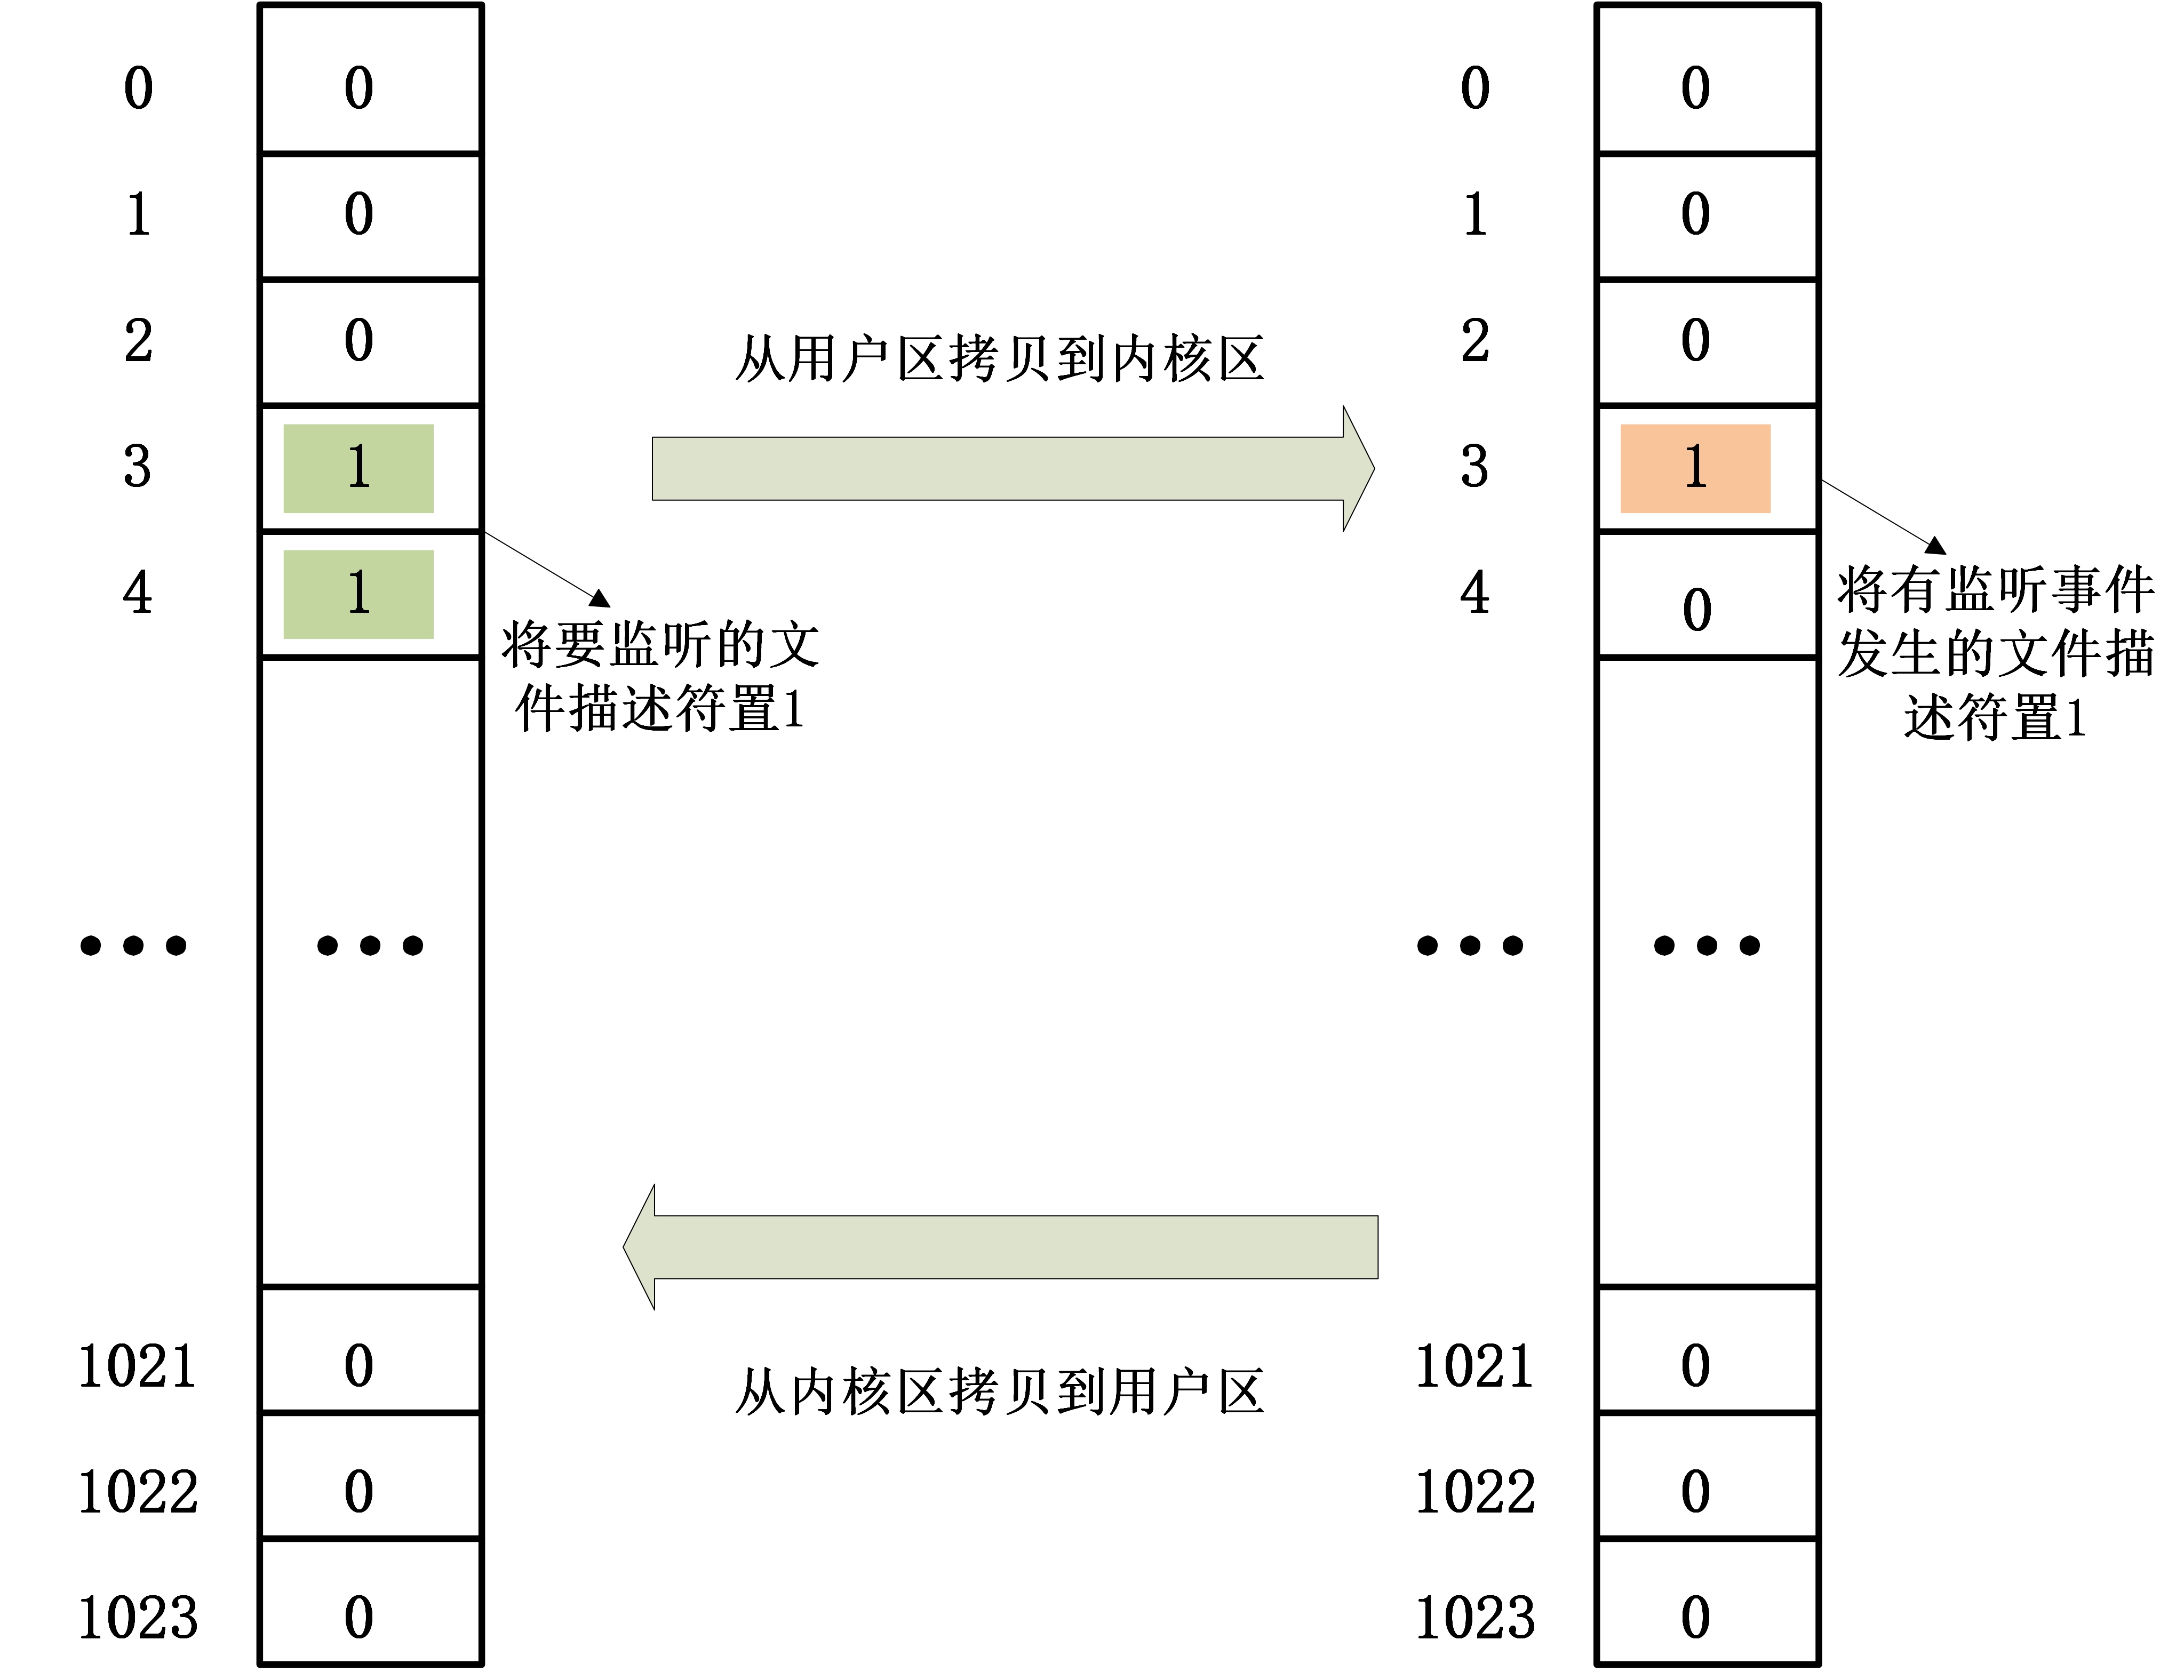 0 0 0 0
1 0 1 0
2 0 2 0
从用户区拷贝到内核区
3 1 3 1
4 1 4 0
将要监听的文
件描述符置1
将有监听事件
发生的文件描
述符置1
••• ••• ••• •••
1021 0 1021 0
从内核区拷贝到用户区
1022 0 1022 0
1023 0 1023 0